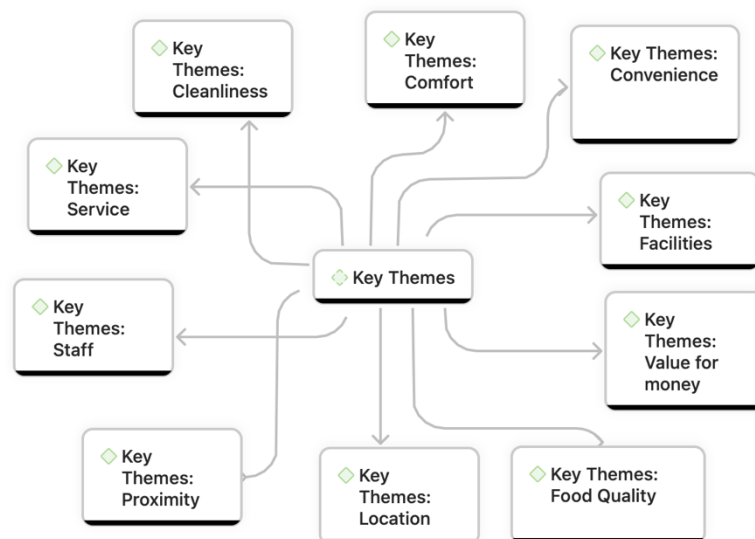 Key
Themes:
Cleanliness
Key
Themes:
Comfort
Key Themes:
Convenience
Key
Themes:
Service
Key
Themes:
Facilities
Key Themes
Key
Themes:
Staff
Key
Themes:
Value for
money
Key
Themes:
Proximity
Key
Themes:
Location
Key Themes:
Food Quality